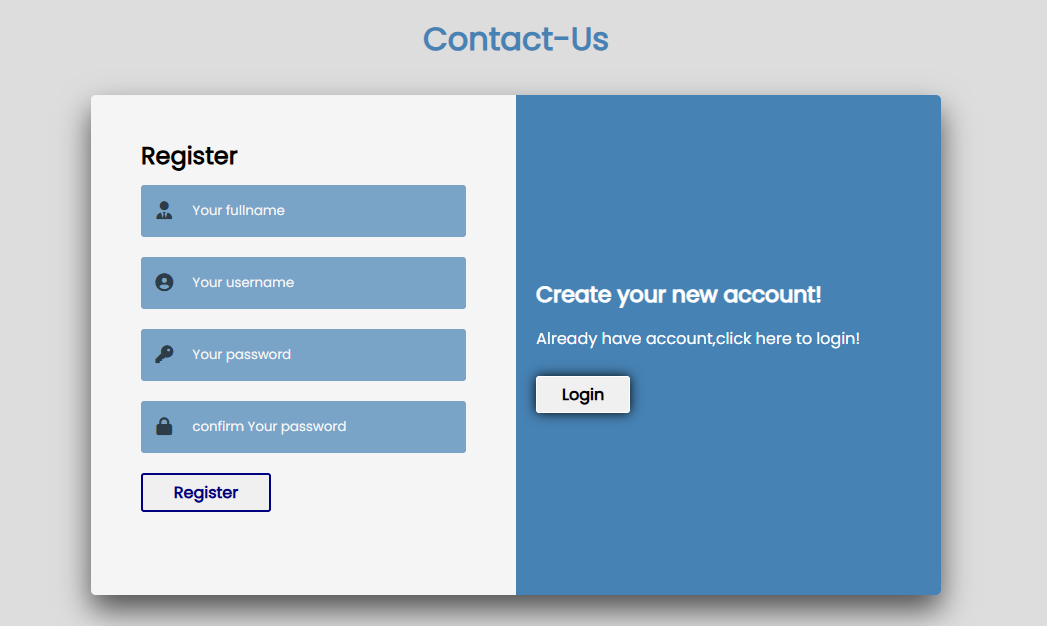 Contact-Us
Register
Your fullname
Your username
Your password
confirm Your password
Register
Create your new account!
Already have account,click here to login!
Login